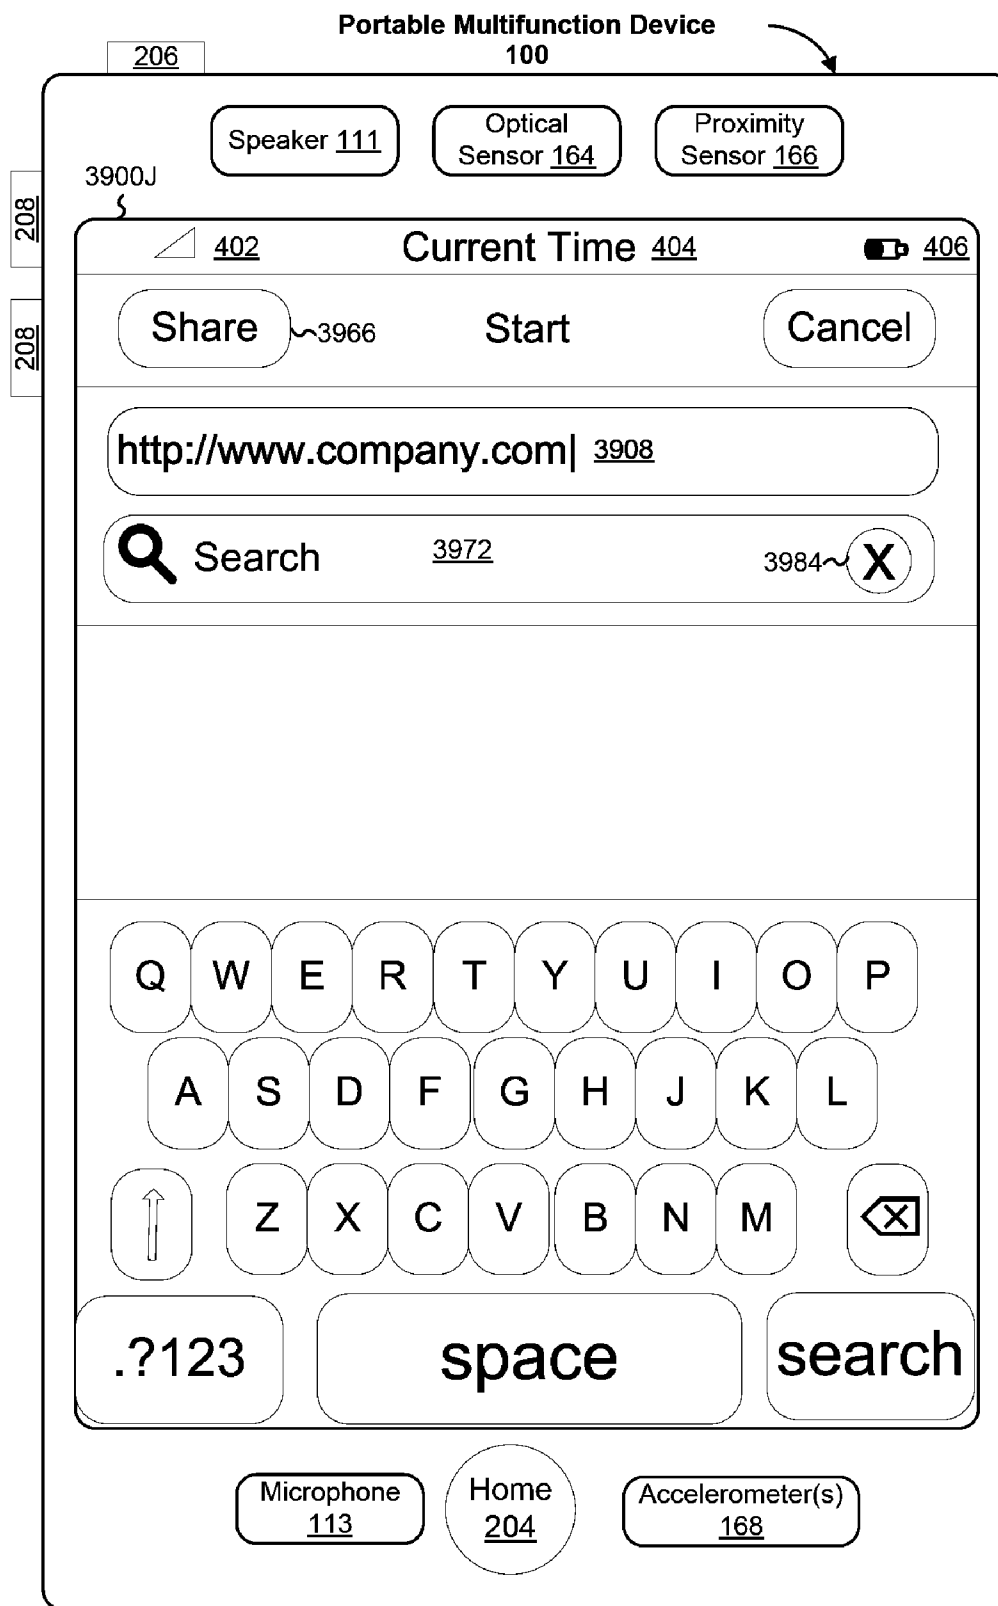 Portable Multifunction Device
100
206
Speaker 111
Optical
Sensor 164
Proximity
Sensor 166
3900J
208
208
402
Current Time 404
406
Share
3966
Start
Cancel
http://www.company.com| 3908
Search
3972
3984
X
Q W E R T Y U I O P
A S D F G H J K L
Z X C V B N M
.?123
space
search
Microphone
113
Home
204
Accelerometer(s)
168